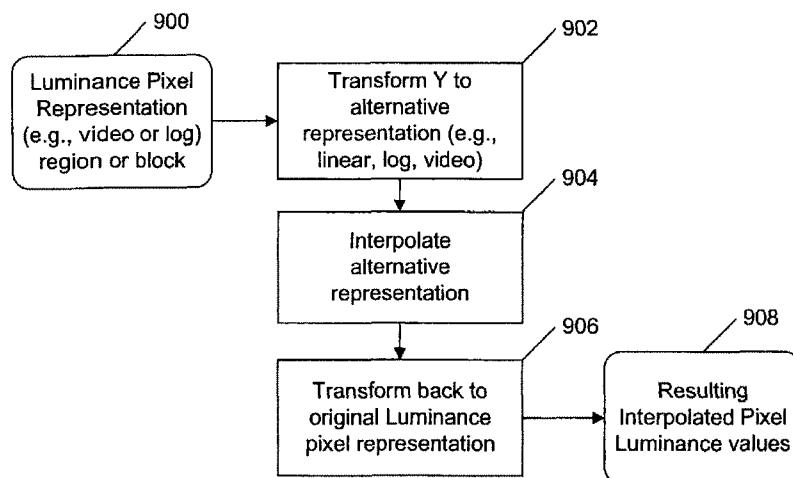 900
Luminance Pixel
Representation
(e.g., video or log)
region or block
902
Transform Y to
alternative
representation (e.g.,
linear, log, video)
904
Interpolate
alternative
representation
906
Transform back to
original Luminance
pixel representation
908
Resulting
Interpolated Pixel
Luminance values